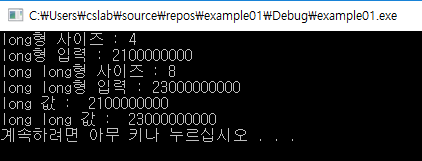 C:₩Users₩cslab₩source₩repos₩example01₩Debug₩example01.exe
long형 사이즈 : 4
long형 입력 : 2100000000
long long형 사이즈 : 8
long long형 입력 : 23000000000
long 값 :  2100000000
long long 값 :  23000000000
계속하려면 아무 키나 누르십시오 . . .